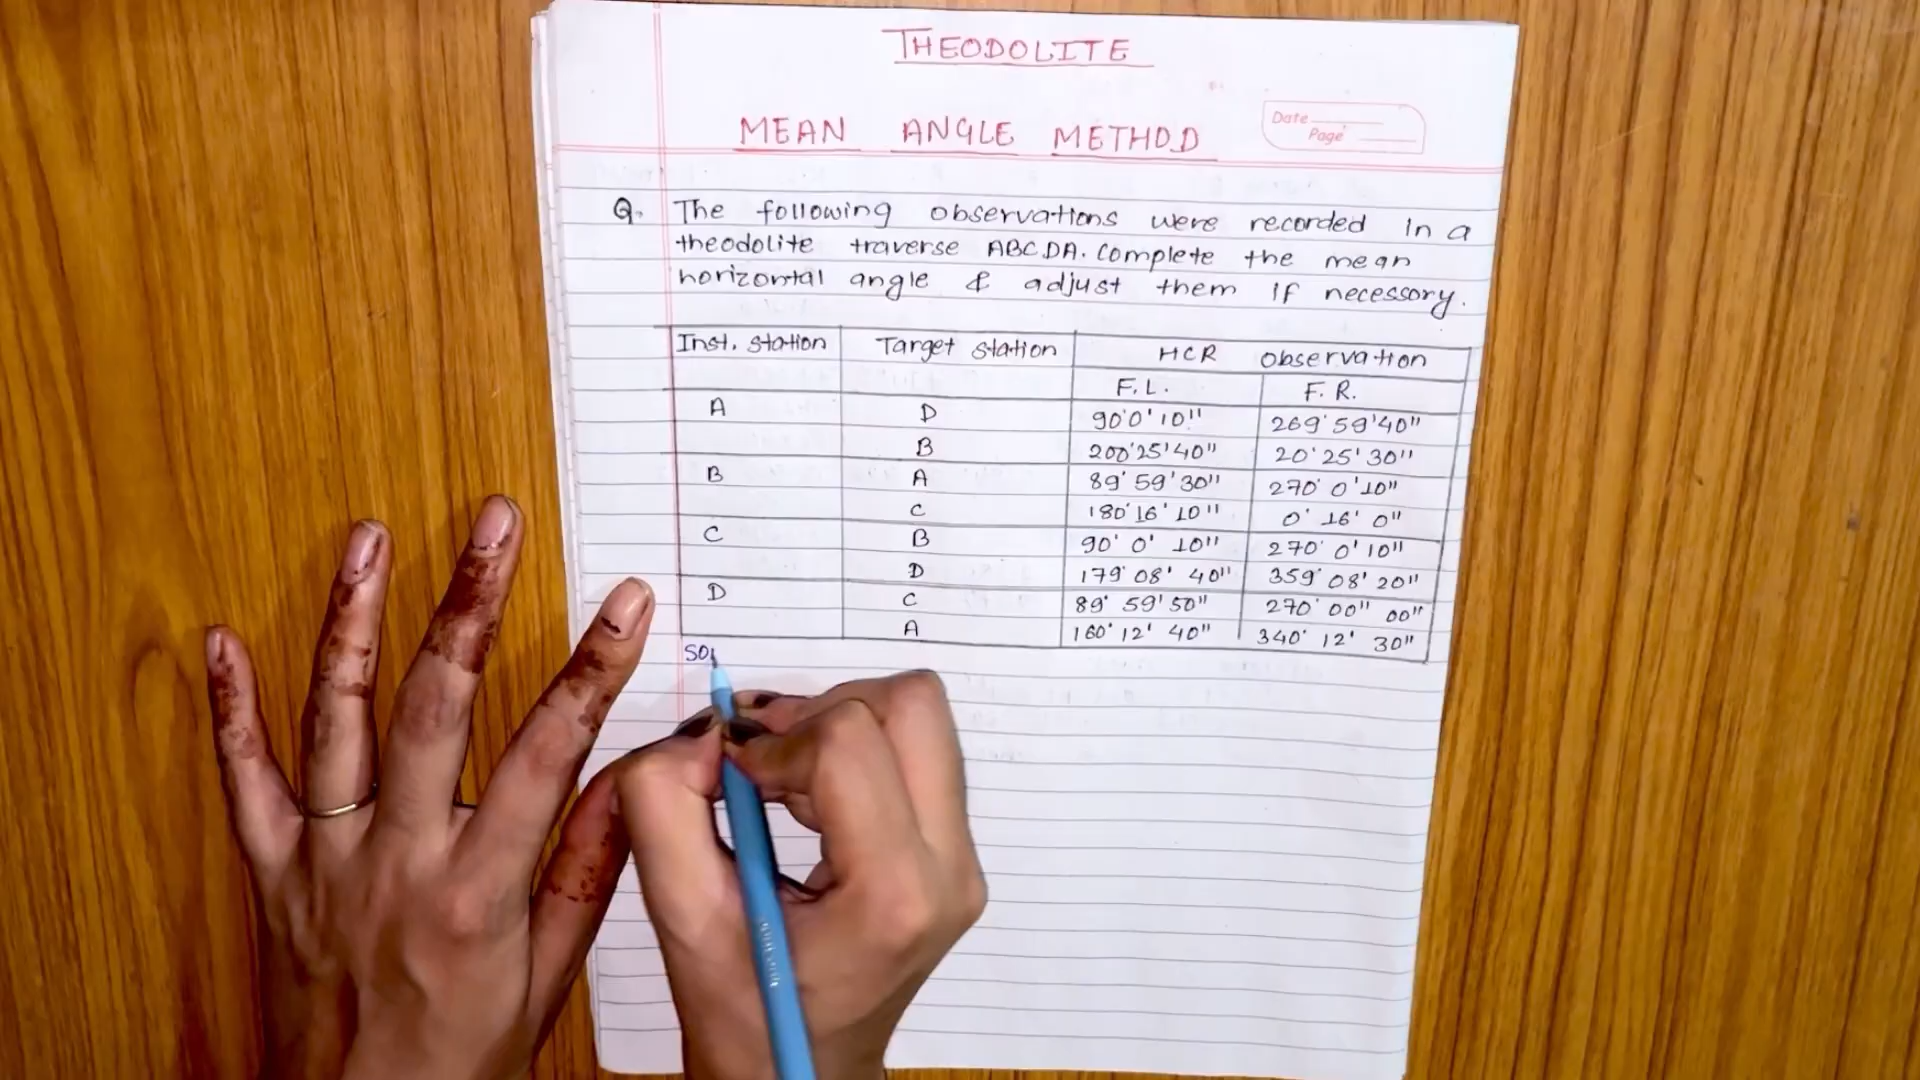 THEODOLITE
MEAN ANGLE METHOD
Date
Page
Q. The following observations were recorded in a
theodolite traverse ABCDA. Complete the mean
horizontal angle & adjust them if necessary.
Inst. station Target station HCR observation
F.L. F.R.
A D 90°0'10" 269°59'40"
B 200°25'40" 20°25'30"
B A 89°59'30" 270°0'10"
C 180°16'10" 0°16'0"
C B 90°0'10" 270°0'10"
D 179°08'40" 359°08'20"
D C 89°59'50" 270°00"00"
A 160°12'40" 340°12'30"